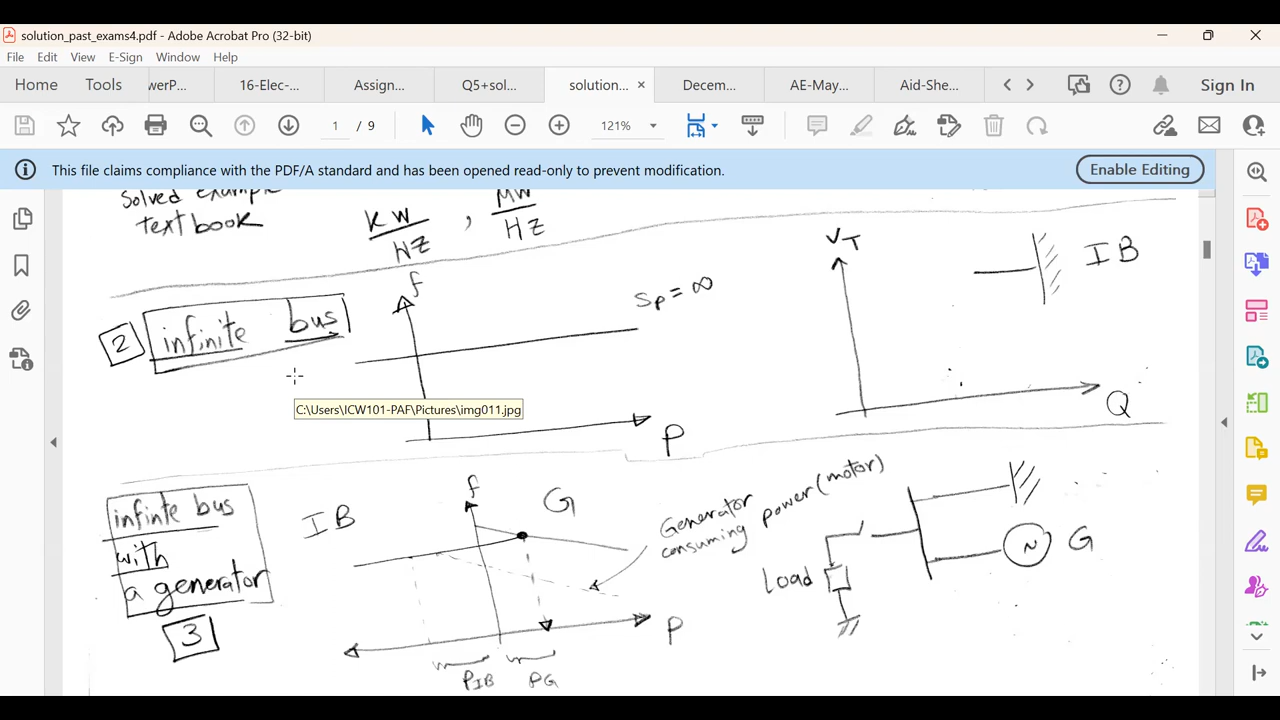 solution_past_exams4.pdf - Adobe Acrobat Pro (32-bit)
File Edit View E-Sign Window Help
Home Tools werP... 16-Elec-... Assign... Q5+sol... solution... × Decem... AE-May... Aid-She... Sign In
1 / 9 121%
This file claims compliance with the PDF/A standard and has been opened read-only to prevent modification. Enable Editing
Solved example
textbook
KW/HZ , MW/HZ
2 infinite bus
f
Sp = ∞
P
VT
Q
IB
C:\Users\ICW101-PAF\Pictures\img011.jpg
infinte bus
with
a generator
3
IB
f
G
P
PIB PG
Generator
consuming power (motor)
Load
N
G